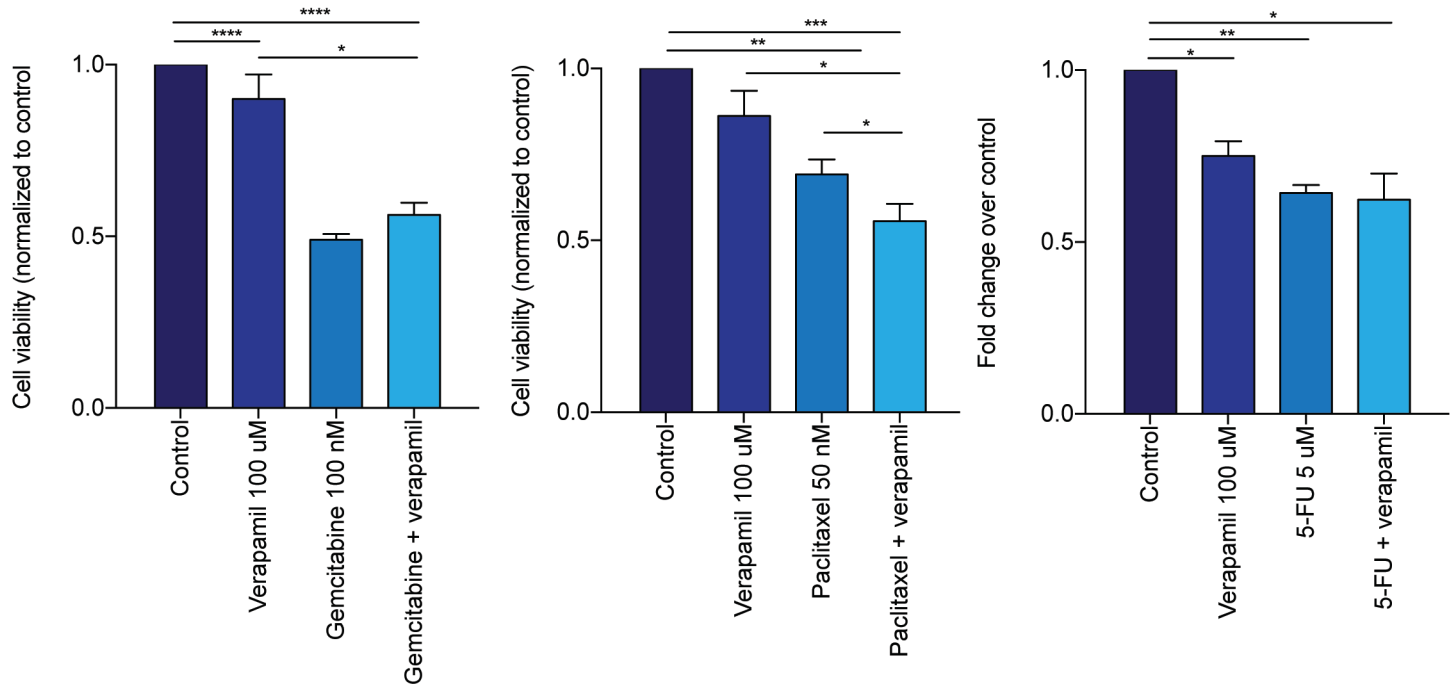 ****
****
*
Cell viability (normalized to control
1.0
0.5
0.0
Control
Verapamil 100 uM
Gemcitabine 100 nM
Gemcitabine + verapamil
***
**
*
*
Cell viability (normalized to control)
1.0
0.5
0.0
Control
Verapamil 100 uM
Paclitaxel 50 nM
Paclitaxel + verapamil
*
**
*
Fold change over control
1.0
0.5
0.0
Control
Verapamil 100 uM
5-FU 5 uM
5-FU + verapamil